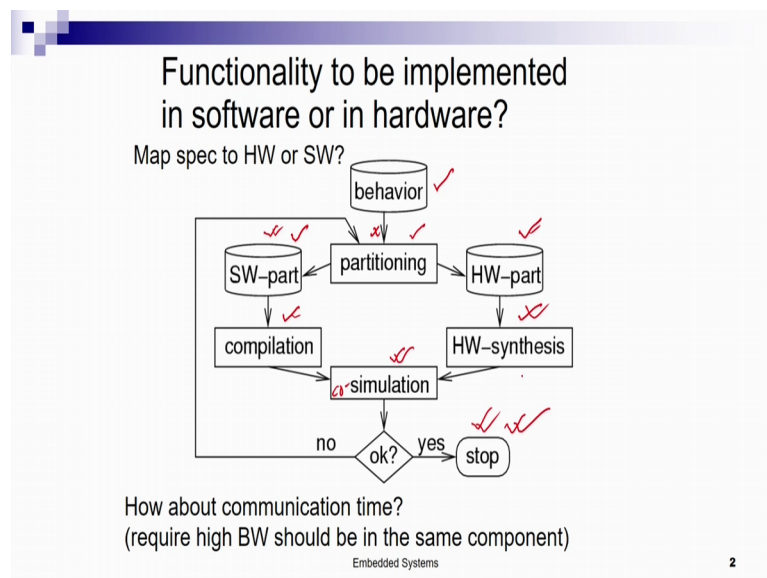 Functionality to be implemented
in software or in hardware?
Map spec to HW or SW?
behavior
partitioning
SW–part
HW–part
compilation
HW–synthesis
co-simulation
no
ok?
yes
stop
How about communication time?
(require high BW should be in the same component)
Embedded Systems
2